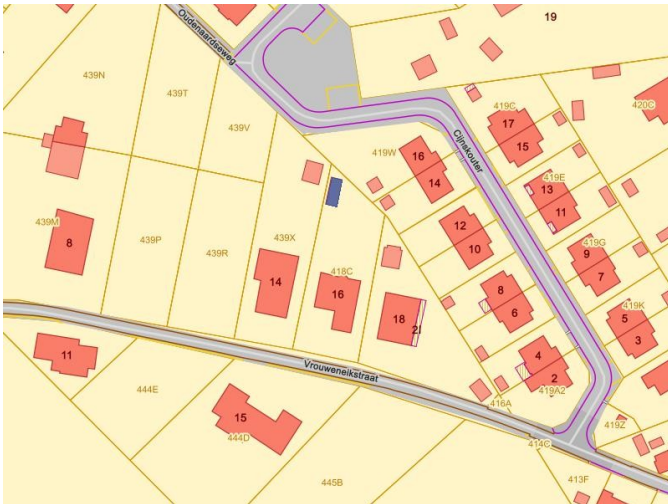 Oudenaardseweg
19
439N
439T
439V
419W
16
14
Cijnskouter
419C
17
15
420C
419E
13
11
439M
8
439P
439R
439X
14
418C
16
18
12
10
419G
9
7
8
6
419K
5
3
11
Vrouweneikstraat
4
2
419A2
416A
444E
15
444D
445B
414C
419Z
413F